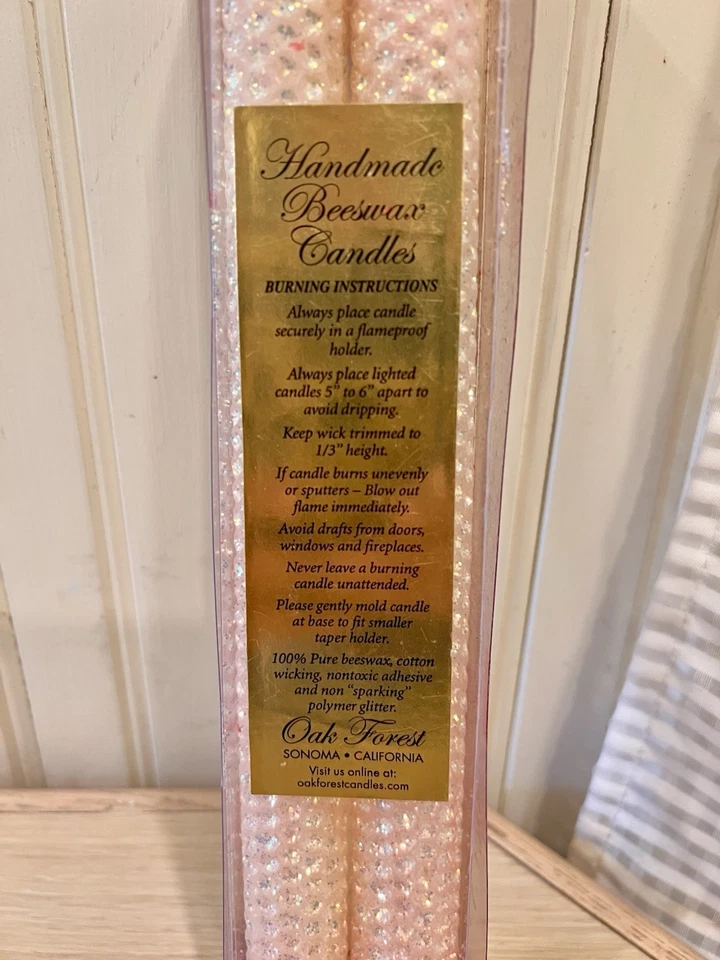 Handmade
Beeswax
Candles
BURNING INSTRUCTIONS
Always place candle
securely in a flameproof
holder.
Always place lighted
candles 5” to 6” apart to
avoid dripping.
Keep wick trimmed to
1/3” height.
If candle burns unevenly
or sputters – Blow out
flame immediately.
Avoid drafts from doors,
windows and fireplaces.
Never leave a burning
candle unattended.
Please gently mold candle
at base to fit smaller
taper holder.
100% Pure beeswax, cotton
wicking, nontoxic adhesive
and non “sparking”
polymer glitter.
Oak Forest
SONOMA • CALIFORNIA
Visit us online at:
oakforestcandles.com